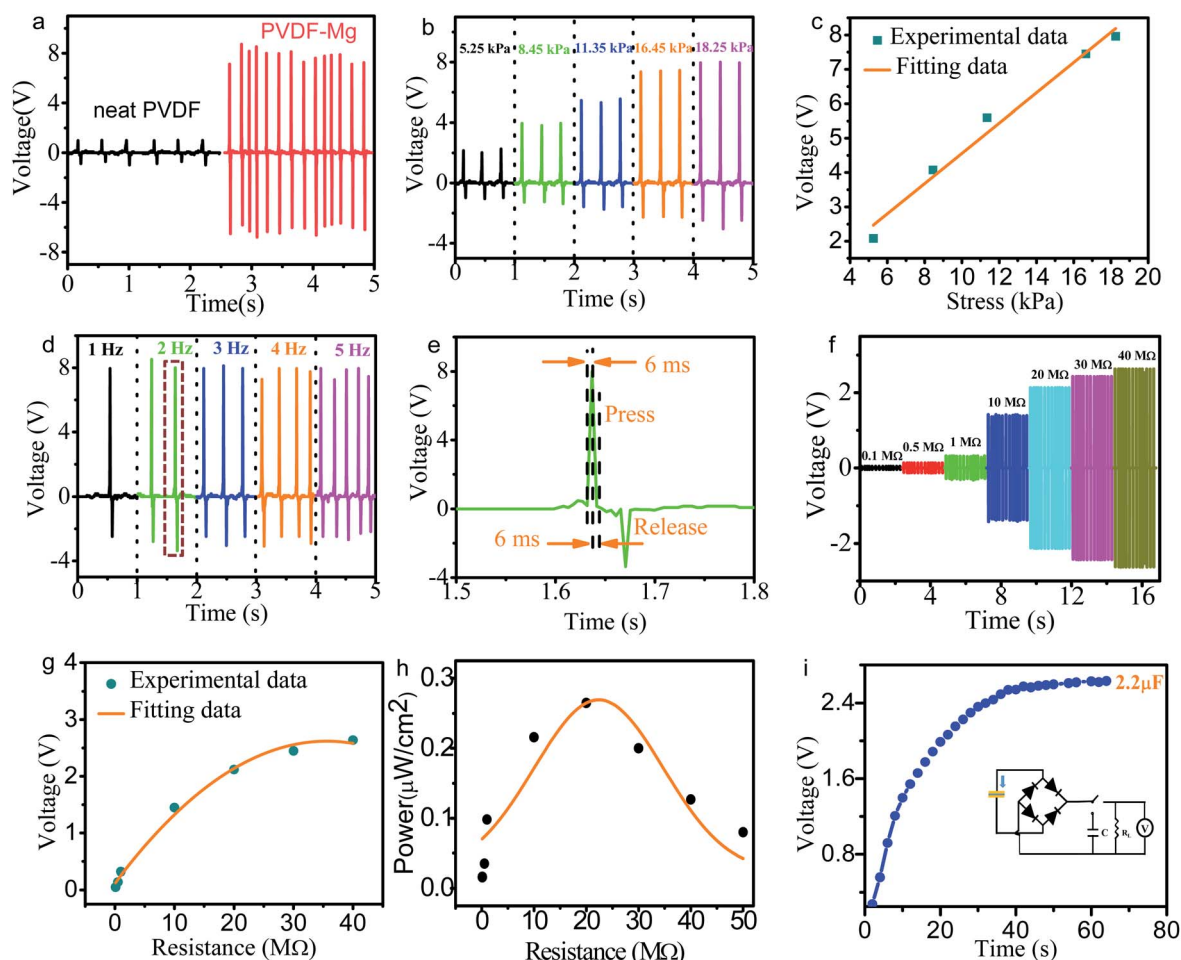 a
PVDF-Mg
neat PVDF
Voltage(V)
8
4
0
-4
-8
0 1 2 3 4 5
Time(s)
b
5.25 kPa 8.45 kPa 11.35 kPa 16.45 kPa 18.25 kPa
Voltage (V)
8
4
0
-4
0 1 2 3 4 5
Time (s)
c
Experimental data
Fitting data
Voltage (V)
8
7
6
5
4
3
2
4 6 8 10 12 14 16 18 20
Stress (kPa)
d
1 Hz 2 Hz 3 Hz 4 Hz 5 Hz
Voltage (V)
8
4
0
-4
0 1 2 3 4 5
Time (s)
e
6 ms
Press
Release
6 ms
Voltage (V)
8
4
0
-4
1.5 1.6 1.7 1.8
Time (s)
f
0.1 MΩ 0.5 MΩ 1 MΩ 10 MΩ 20 MΩ 30 MΩ 40 MΩ
Voltage (V)
2
0
-2
0 4 8 12 16
Time (s)
g
Experimental data
Fitting data
Voltage (V)
4
3
2
1
0
0 10 20 30 40
Resistance (MΩ)
h
Power(μW/cm²)
0.3
0.2
0.1
0.0
0 10 20 30 40 50
Resistance (MΩ)
i
2.2μF
Voltage (V)
2.4
1.6
0.8
C
R_L
V
0 20 40 60 80
Time (s)